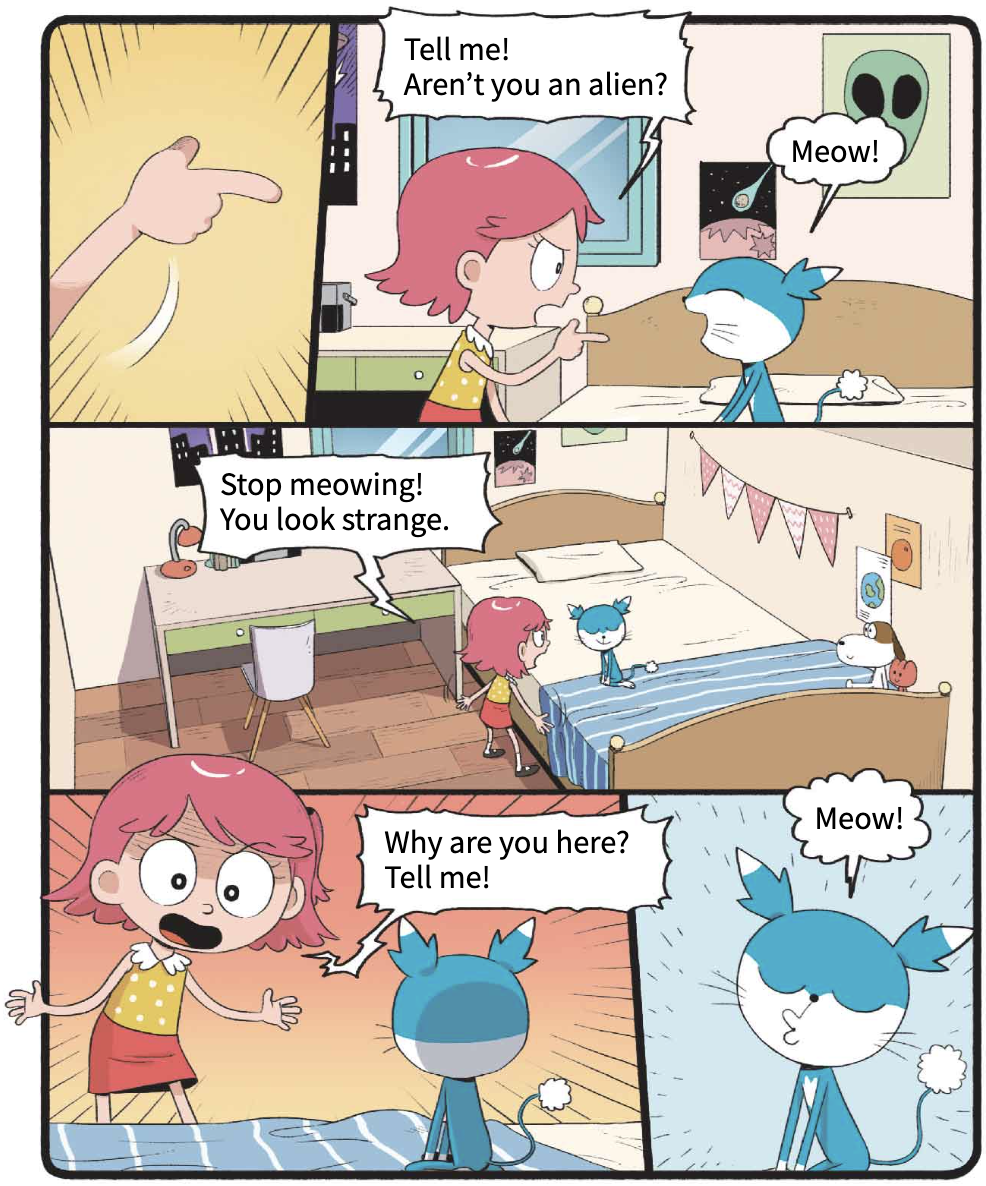 Tell me!
Aren't you an alien?
Meow!
Stop meowing!
You look strange.
Why are you here?
Tell me!
Meow!